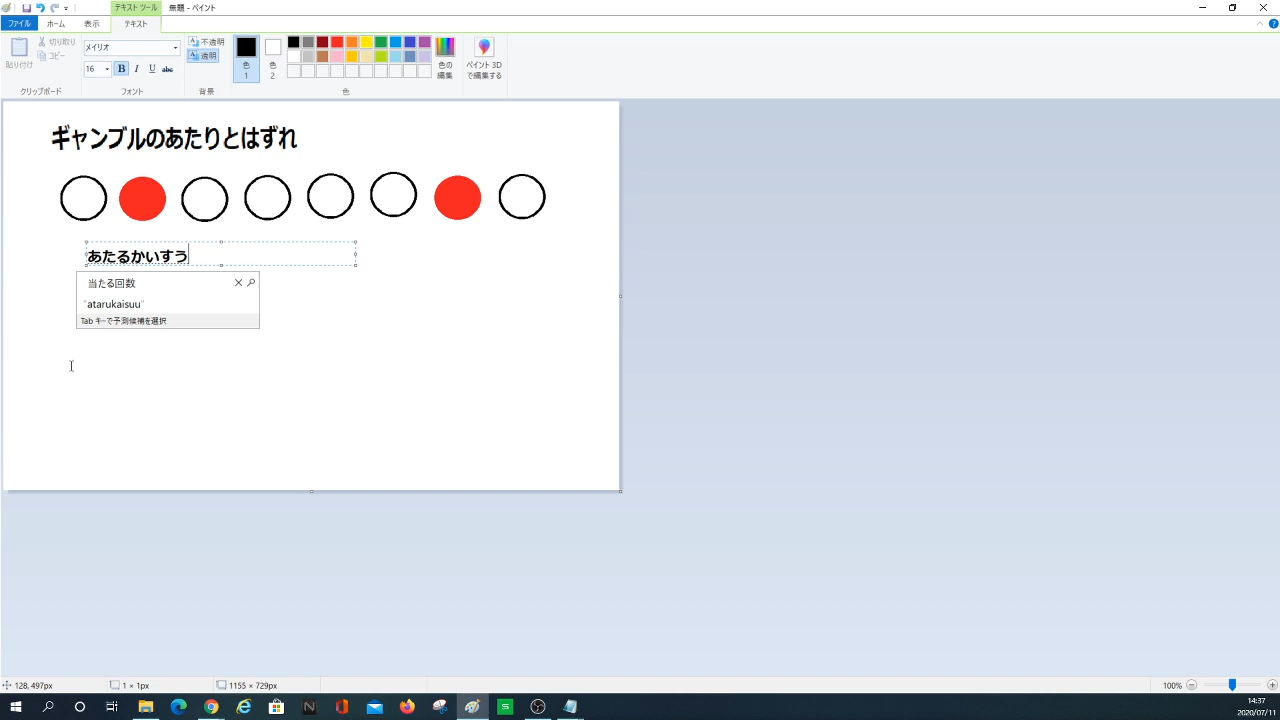 テキスト ツール
無題 - ペイント
ファイル
ホーム
表示
テキスト
貼り付け
切り取り
コピー
クリップボード
メイリオ
16
B
I
U
abc
フォント
不透明
透明
背景
色
1
色
2
色の
編集
色
ペイント 3D
で編集する
ギャンブルのあたりとはずれ
あたるかいすう
当たる回数
"atarukaisuu"
Tab キーで予測候補を選択
128, 497px
1 × 1px
1155 × 729px
100%
14:37
2020/07/11